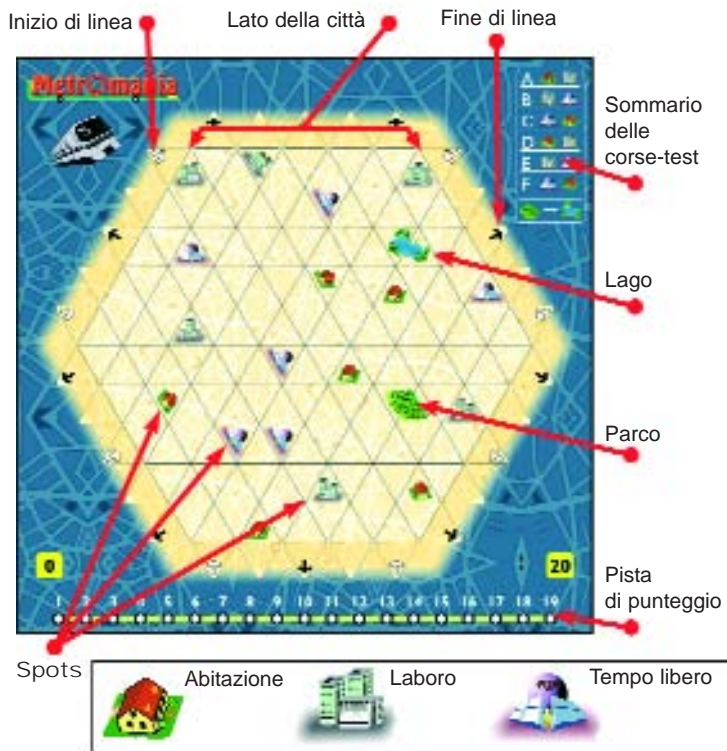 Inizio di linea
Lato della città
Fine di linea
Metromania
A
B
C
D
E
F
Sommario
delle
corse-test
Lago
Parco
0
20
1 2 3 4 5 6 7 8 9 10 11 12 13 14 15 16 17 18 19
Pista
di punteggio
Spots
Abitazione
Laboro
Tempo libero